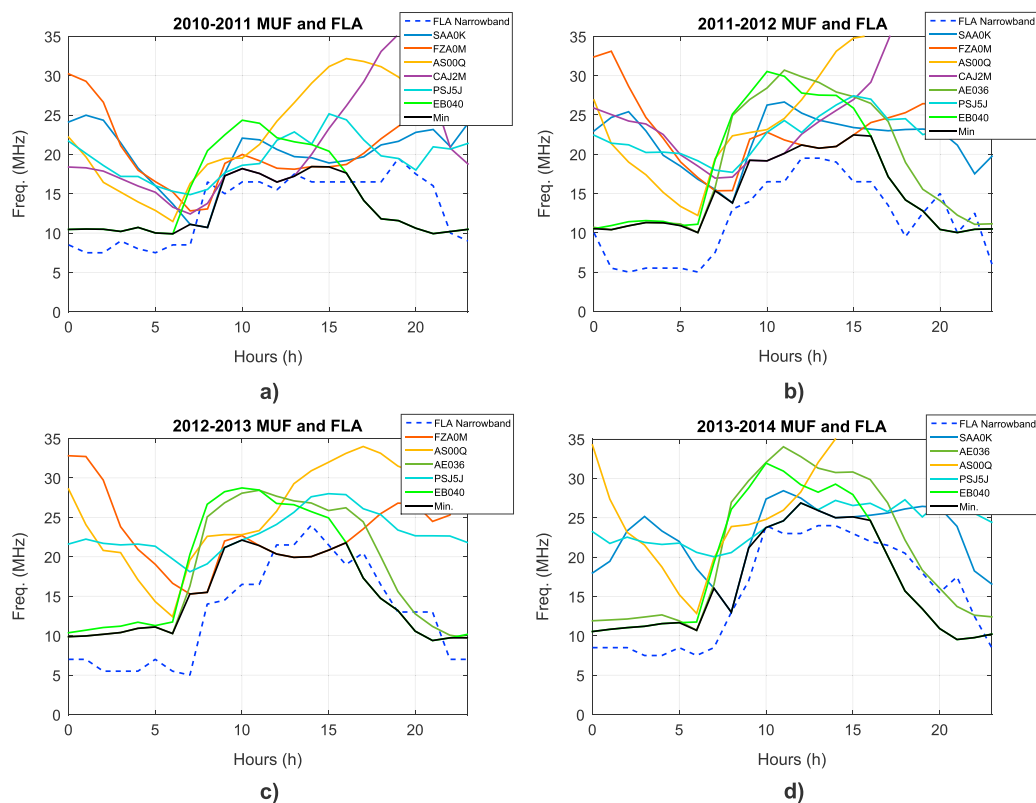 a)
2010-2011 MUF and FLA
35
30
25
20
15
10
5
0
Freq. (MHz)
0 5 10 15 20
Hours (h)
FLA Narrowband
SAA0K
FZA0M
AS00Q
CAJ2M
PSJ5J
EB040
Min
a)
b)
2011-2012 MUF and FLA
35
30
25
20
15
10
5
0
Freq. (MHz)
0 5 10 15 20
Hours (h)
FLA Narrowband
SAA0K
FZA0M
AS00Q
CAJ2M
AE036
PSJ5J
EB040
Min
b)
2012-2013 MUF and FLA
35
30
25
20
15
10
5
0
Freq. (MHz)
0 5 10 15 20
Hours (h)
FLA Narrowband
FZA0M
AS00Q
AE036
PSJ5J
EB040
Min.
c)
2013-2014 MUF and FLA
35
30
25
20
15
10
5
0
Freq. (MHz)
0 5 10 15 20
Hours (h)
FLA Narrowband
SAA0K
AE036
AS00Q
PSJ5J
EB040
Min.
d)